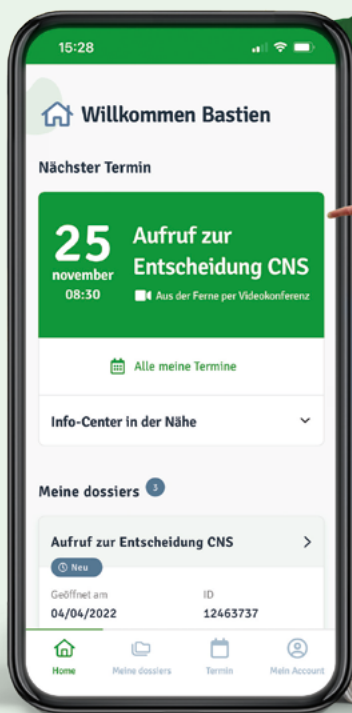 15:28
Willkommen Bastien
Nächster Termin
25
november
08:30
Aufruf zur
Entscheidung CNS
Aus der Ferne per Videokonferenz
Alle meine Termine
Info-Center in der Nähe
Meine dossiers 3
Aufruf zur Entscheidung CNS
Neu
Geöffnet am
ID
04/04/2022
12463737
Home
Meine dossiers
Termin
Mein Account